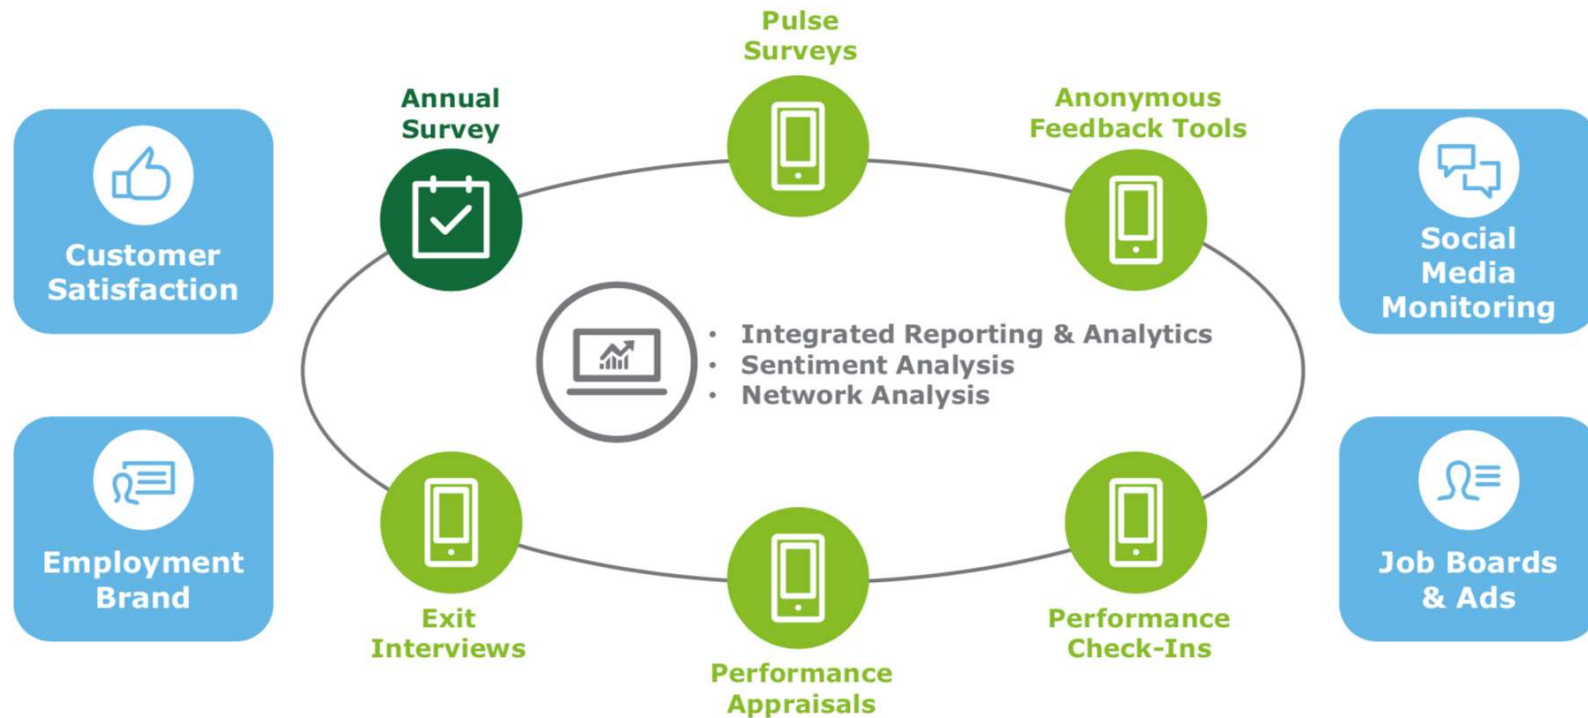 Pulse
Surveys
Annual
Survey
Anonymous
Feedback Tools
Customer
Satisfaction
Social
Media
Monitoring
• Integrated Reporting & Analytics
• Sentiment Analysis
• Network Analysis
Employment
Brand
Exit
Interviews
Performance
Appraisals
Performance
Check-Ins
Job Boards
& Ads